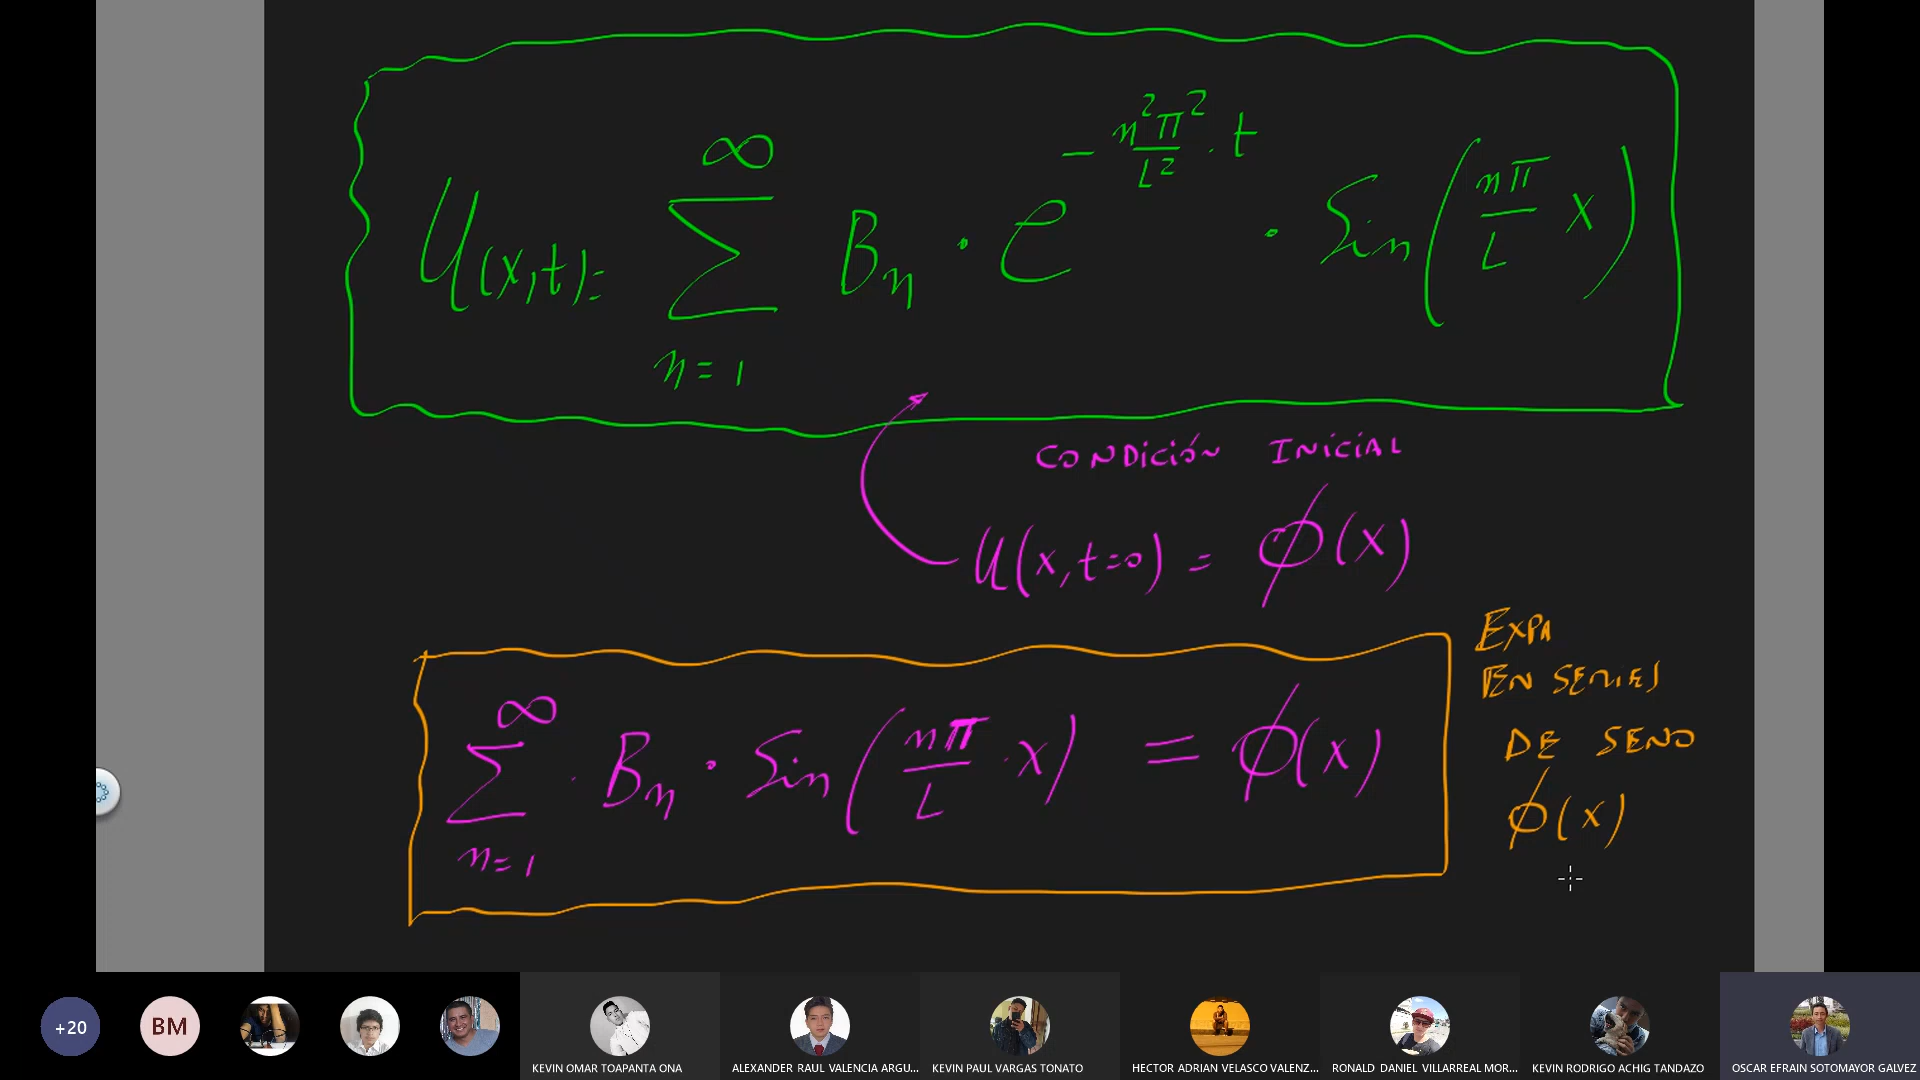 U(x,t)= ∞ Σ n=1 Bn · e^(- n²π²/L² · t) · Sin(nπ/L x)
CONDICIÓN INICIAL
U(x,t=0) = φ(x)
∞ Σ n=1 · Bn · Sin(nπ/L · x) = φ(x)
EXPA
EN SERIES
DE SENO
φ(x)
+20
BM
KEVIN OMAR TOAPANTA ONA
ALEXANDER RAUL VALENCIA ARGU...
KEVIN PAUL VARGAS TONATO
HECTOR ADRIAN VELASCO VALENZ...
RONALD DANIEL VILLARREAL MOR...
KEVIN RODRIGO ACHIG TANDAZO
OSCAR EFRAIN SOTOMAYOR GALVEZ